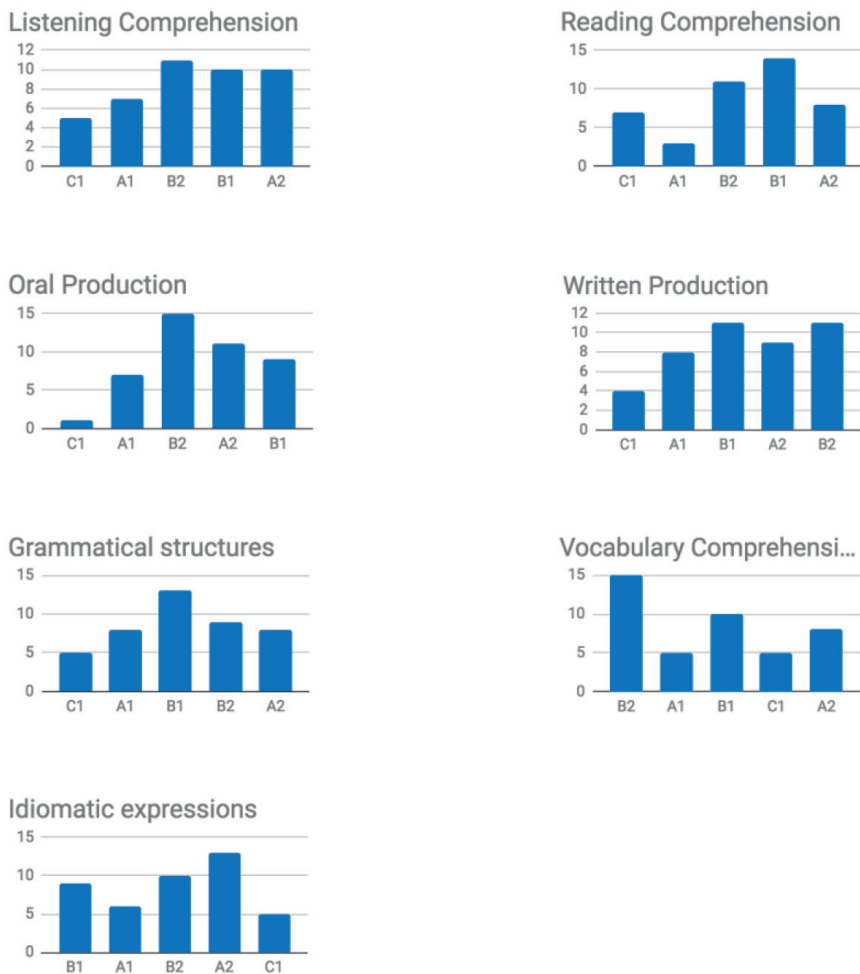 Listening Comprehension
12
10
8
6
4
2
0
C1 A1 B2 B1 A2
Reading Comprehension
15
10
5
0
C1 A1 B2 B1 A2
Oral Production
15
10
5
0
C1 A1 B2 A2 B1
Written Production
12
10
8
6
4
2
0
C1 A1 B1 A2 B2
Grammatical structures
15
10
5
0
C1 A1 B1 B2 A2
Vocabulary Comprehensi...
15
10
5
0
B2 A1 B1 C1 A2
Idiomatic expressions
15
10
5
0
B1 A1 B2 A2 C1